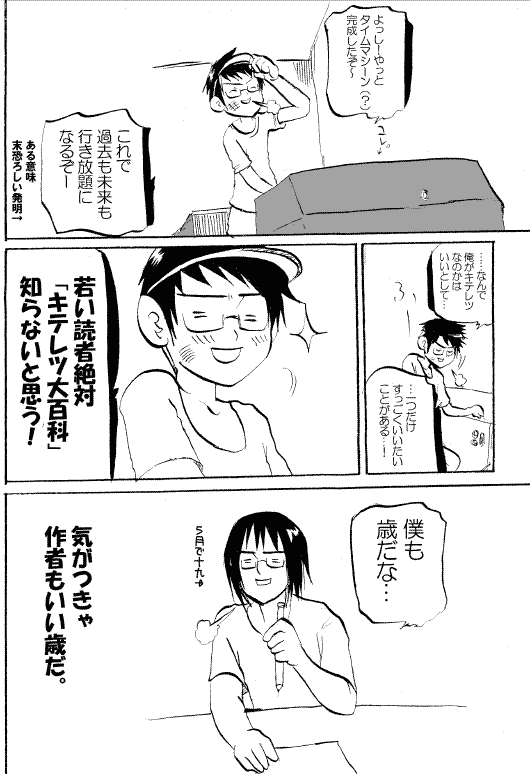 よっし！やっと
タイムマシーン（？）
完成したぞ～
コレ。
これで
過去も未来も
行き放題に
なるぞー
ある意味
末恐ろしい発明→
……なんで
俺がキテレツ
なのかは
いいとして…
…一つだけ
すっごくいいたい
ことがある…！
若い読者絶対
「キテレツ大百科」
知らないと思う！
僕も
歳だな…
5月で十九→
気がつきゃ
作者もいい歳だ。